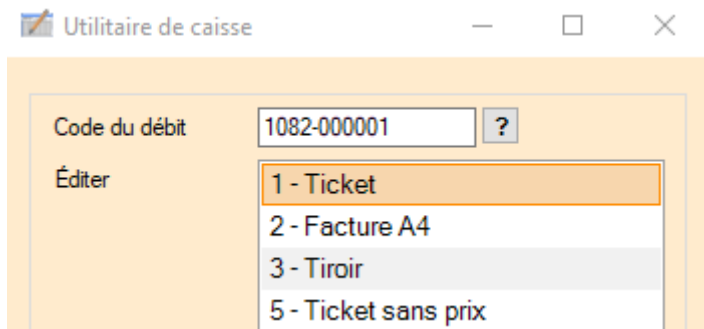 Utilitaire de caisse
Code du débit 1082-000001 ?
Éditer 1 - Ticket
2 - Facture A4
3 - Tiroir
5 - Ticket sans prix